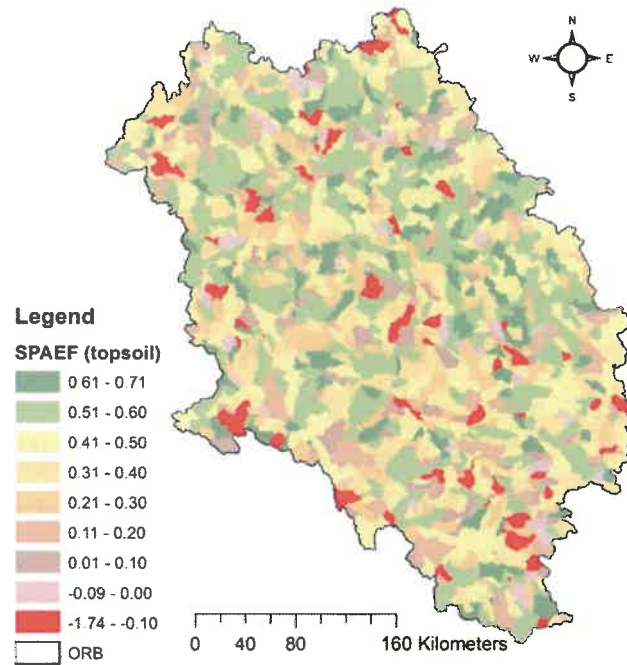 N
W E
S
Legend
SPAEF (topsoil)
0.61 - 0.71
0.51 - 0.60
0.41 - 0.50
0.31 - 0.40
0.21 - 0.30
0.11 - 0.20
0.01 - 0.10
-0.09 - 0.00
-1.74 - -0.10
ORB
0 40 80 160 Kilometers